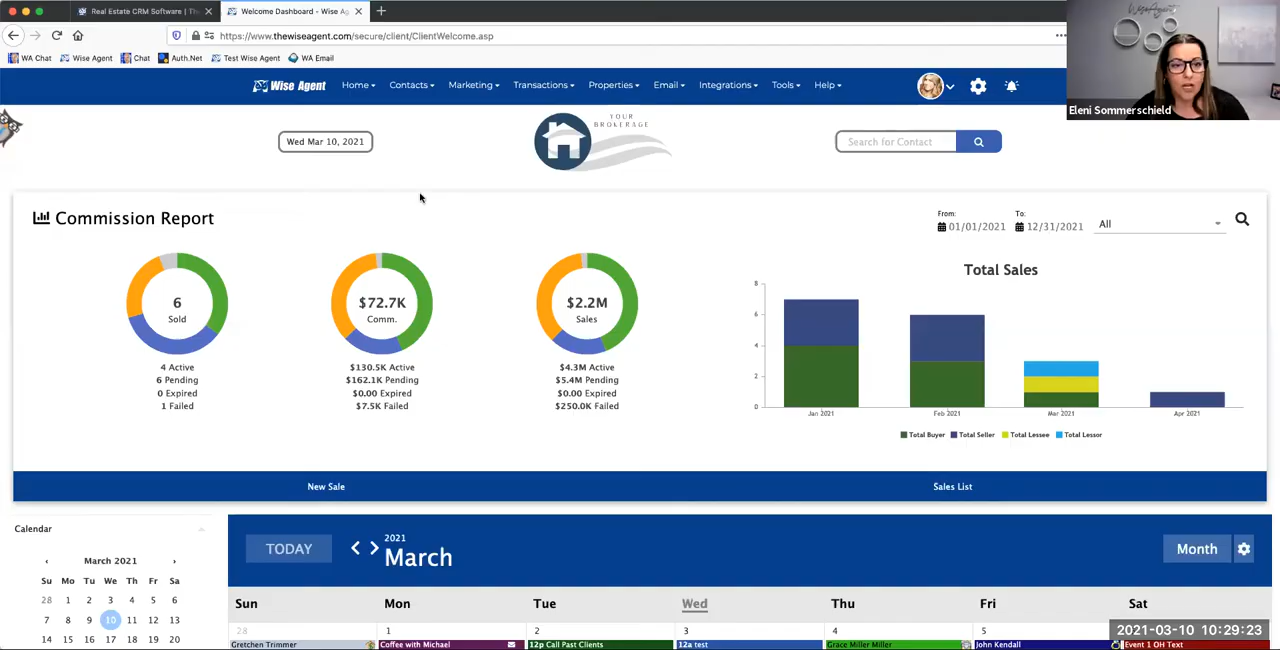 Real Estate CRM Software | The
Welcome Dashboard - Wise Ag
https://www.thewiseagent.com/secure/client/ClientWelcome.asp
WA Chat Wise Agent Chat Auth.Net Test Wise Agent WA Email
Wise Agent Home Contacts Marketing Transactions Properties Email Integrations Tools Help
WiseAgent
Eleni Sommerschield
Wed Mar 10, 2021
YOUR
BROKERAGE
Search for Contact
Commission Report
From:
01/01/2021
To:
12/31/2021
All
6
Sold
4 Active
6 Pending
0 Expired
1 Failed
$72.7K
Comm.
$130.5K Active
$162.1K Pending
$0.00 Expired
$7.5K Failed
$2.2M
Sales
$4.3M Active
$5.4M Pending
$0.00 Expired
$250.0K Failed
Total Sales
8
6
4
2
0
Jan 2021 Feb 2021 Mar 2021 Apr 2021
Total Buyer Total Seller Total Lessee Total Lessor
New Sale Sales List
Calendar
‹ March 2021 ›
Su Mo Tu We Th Fr Sa
28 1 2 3 4 5 6
7 8 9 10 11 12 13
14 15 16 17 18 19 20
TODAY
2021
March
Month
Sun Mon Tue Wed Thu Fri Sat
28 1 2 3 4 5
Gretchen Trimmer Coffee with Michael 12p Call Past Clients 12a test Grace Miller Miller John Kendall Event 1 OH Text
2021-03-10 10:29:23